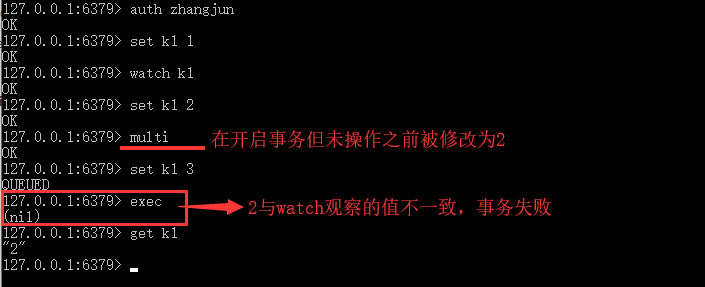 127.0.0.1:6379> auth zhangjun
OK
127.0.0.1:6379> set k1 1
OK
127.0.0.1:6379> watch k1
OK
127.0.0.1:6379> set k1 2
OK
127.0.0.1:6379> multi 在开启事务但未操作之前被修改为2
OK
127.0.0.1:6379> set k1 3
QUEUED
127.0.0.1:6379> exec
(nil) 2与watch观察的值不一致，事务失败
127.0.0.1:6379> get k1
"2"
127.0.0.1:6379>